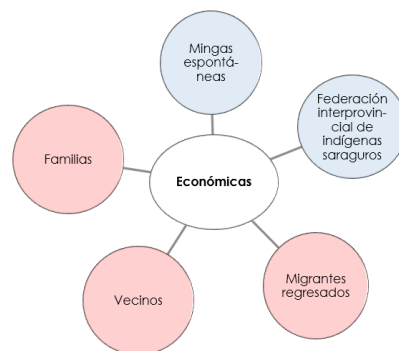 Mingas
espontá-
neas
Federación
interprovin-
cial de
indígenas
saraguros
Familias
Económicas
Migrantes
regresados
Vecinos